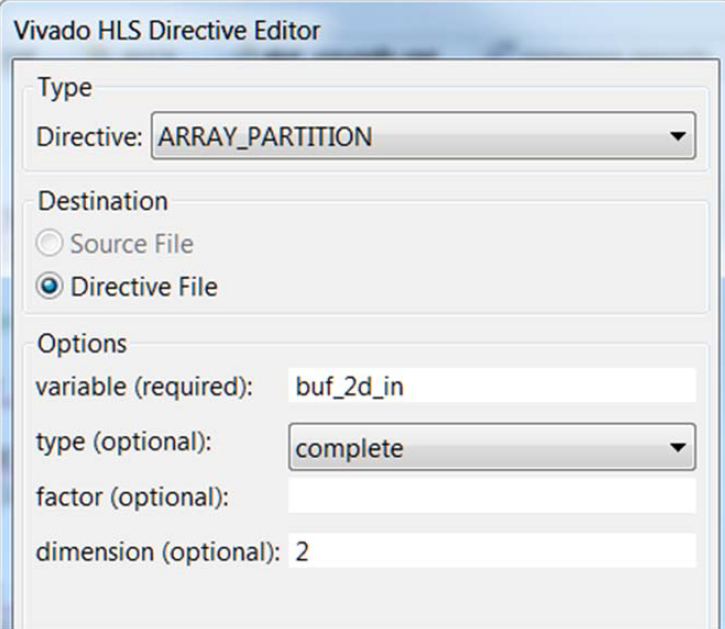 Vivado HLS Directive Editor
Type
Directive: ARRAY_PARTITION
Destination
Source File
Directive File
Options
variable (required): buf_2d_in
type (optional): complete
factor (optional):
dimension (optional): 2